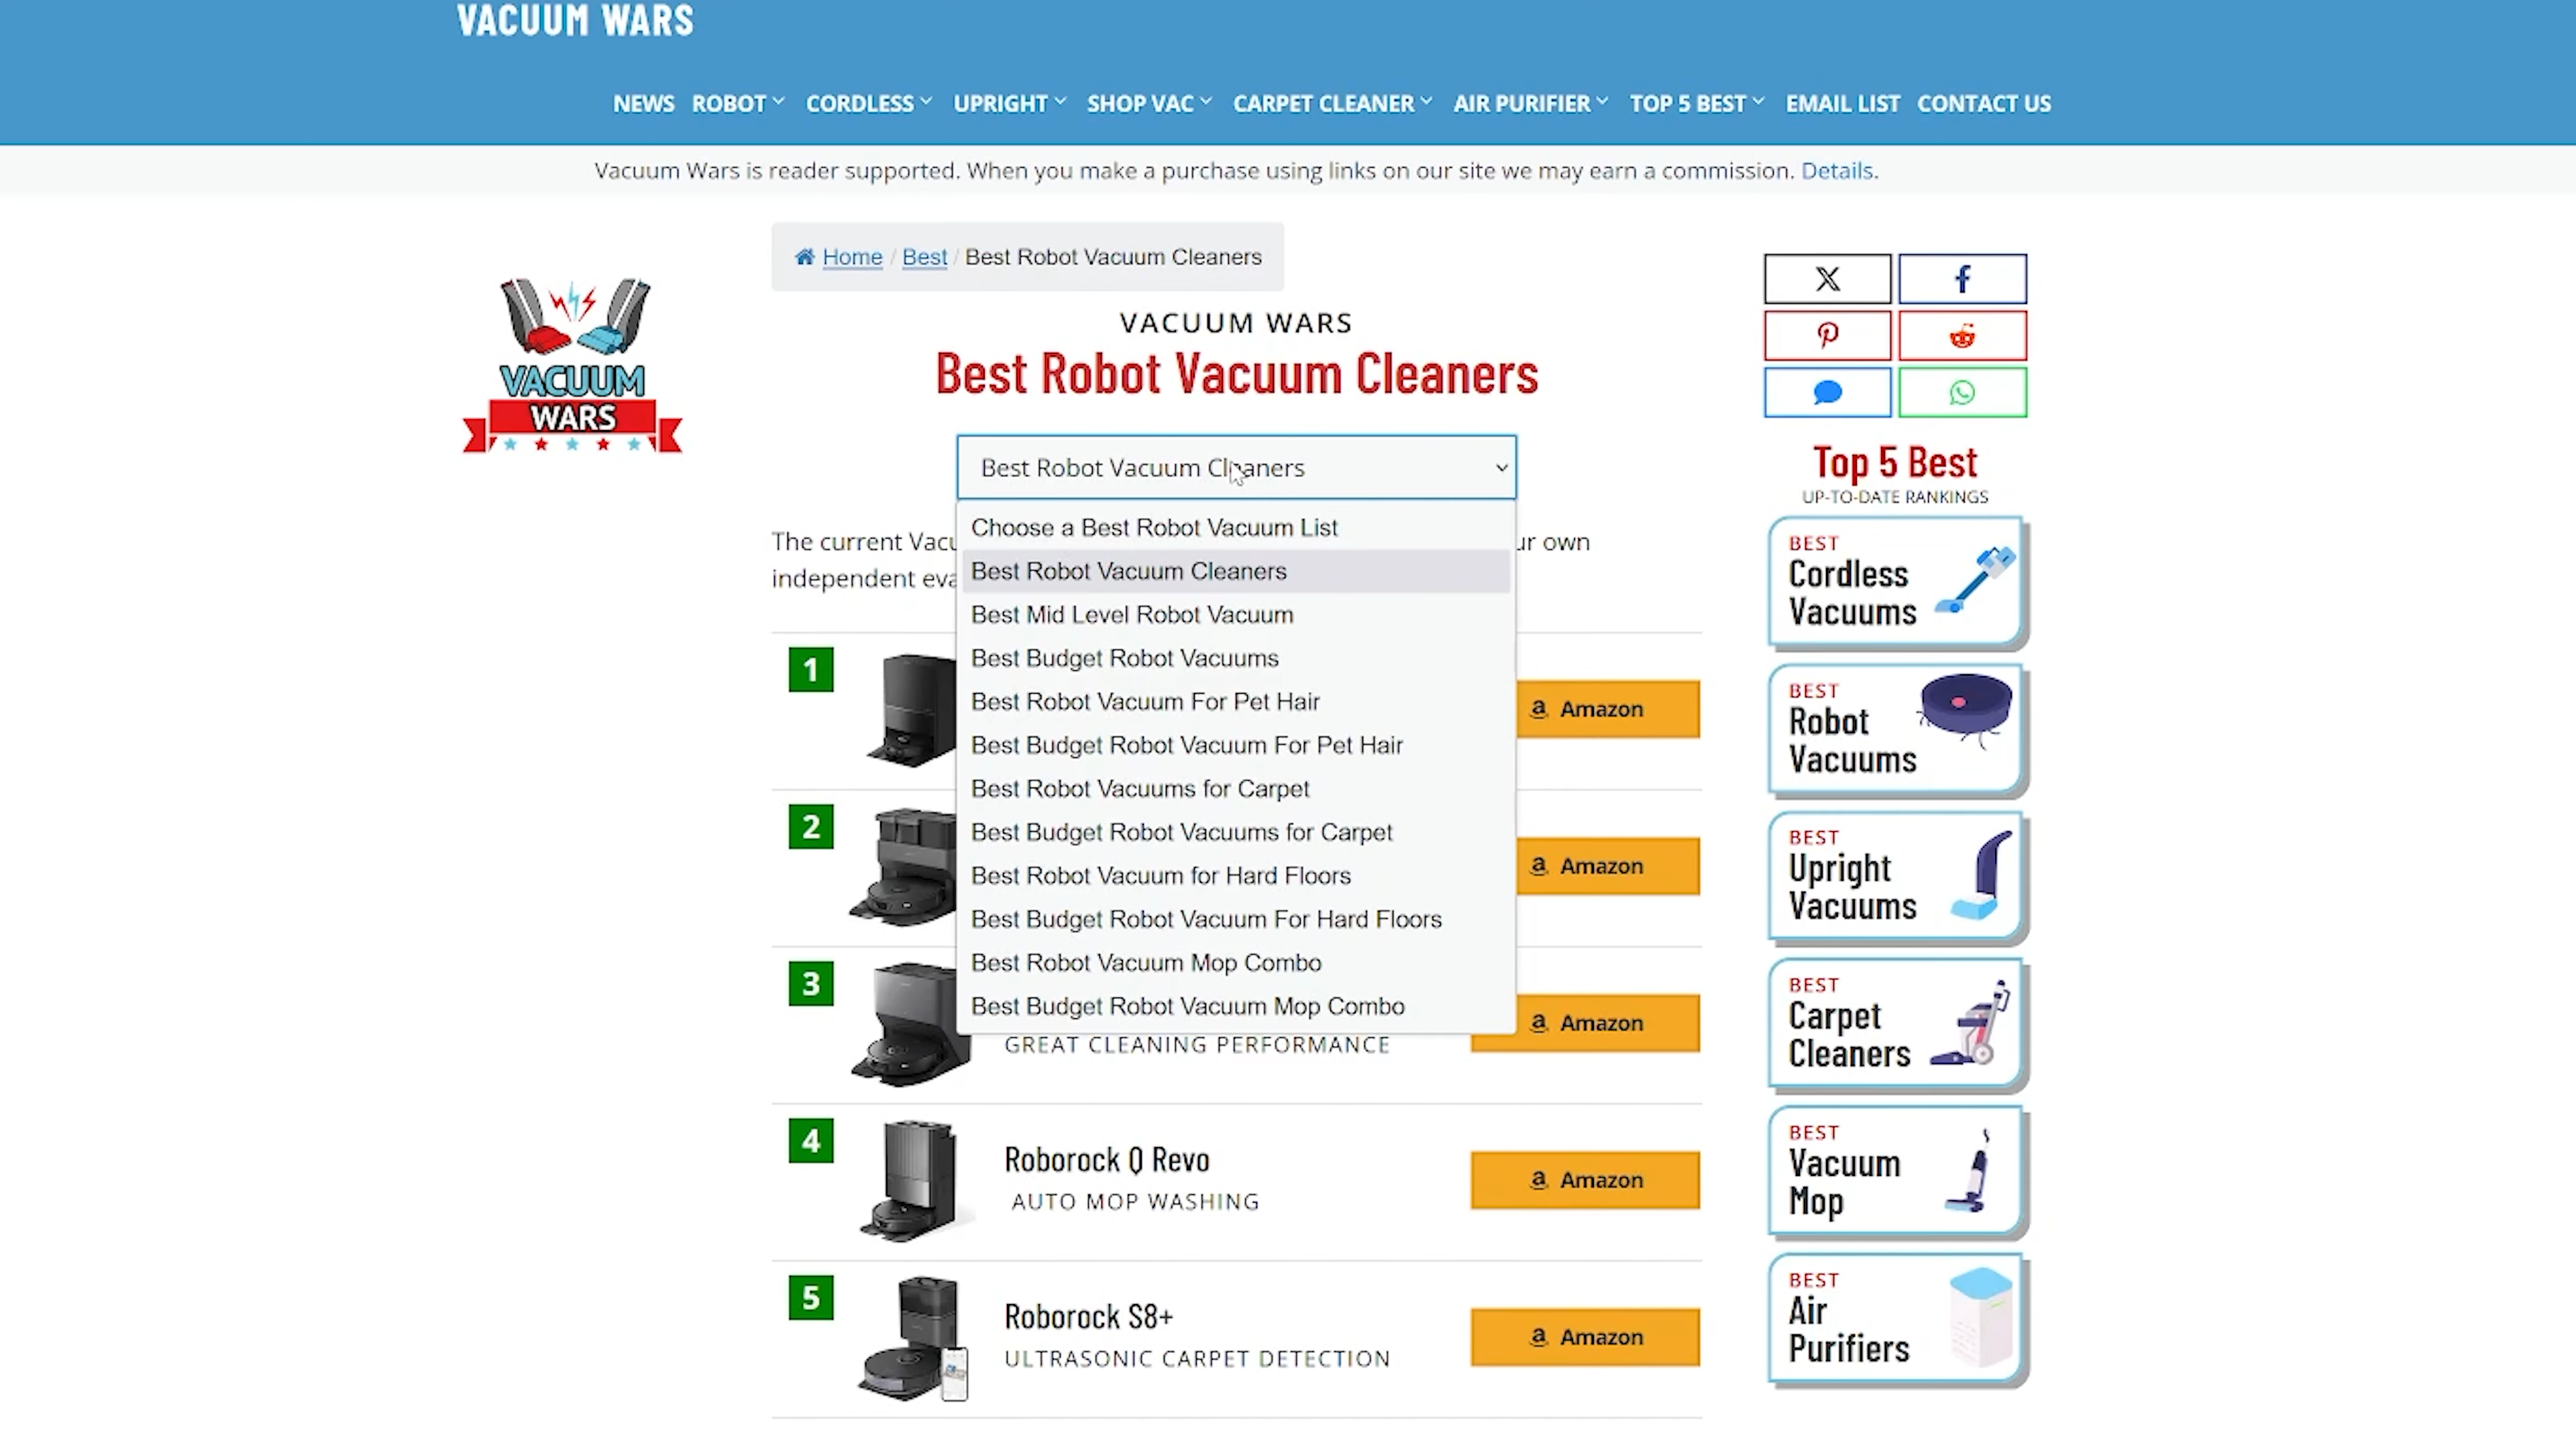 VACUUM WARS
NEWS ROBOT CORDLESS UPRIGHT SHOP VAC CARPET CLEANER AIR PURIFIER TOP 5 BEST EMAIL LIST CONTACT US
Vacuum Wars is reader supported. When you make a purchase using links on our site we may earn a commission. Details.
VACUUM
WARS
Home / Best / Best Robot Vacuum Cleaners
VACUUM WARS
Best Robot Vacuum Cleaners
Best Robot Vacuum Cleaners
Choose a Best Robot Vacuum List
Best Robot Vacuum Cleaners
Best Mid Level Robot Vacuum
Best Budget Robot Vacuums
Best Robot Vacuum For Pet Hair
Best Budget Robot Vacuum For Pet Hair
Best Robot Vacuums for Carpet
Best Budget Robot Vacuums for Carpet
Best Robot Vacuum for Hard Floors
Best Budget Robot Vacuum For Hard Floors
Best Robot Vacuum Mop Combo
Best Budget Robot Vacuum Mop Combo
The current own
independent
1
Amazon
2
Amazon
3
GREAT CLEANING PERFORMANCE
Amazon
4
Roborock Q Revo
AUTO MOP WASHING
Amazon
5
Roborock S8+
ULTRASONIC CARPET DETECTION
Amazon
Top 5 Best
UP-TO-DATE RANKINGS
BEST
Cordless
Vacuums
BEST
Robot
Vacuums
BEST
Upright
Vacuums
BEST
Carpet
Cleaners
BEST
Vacuum
Mop
BEST
Air
Purifiers